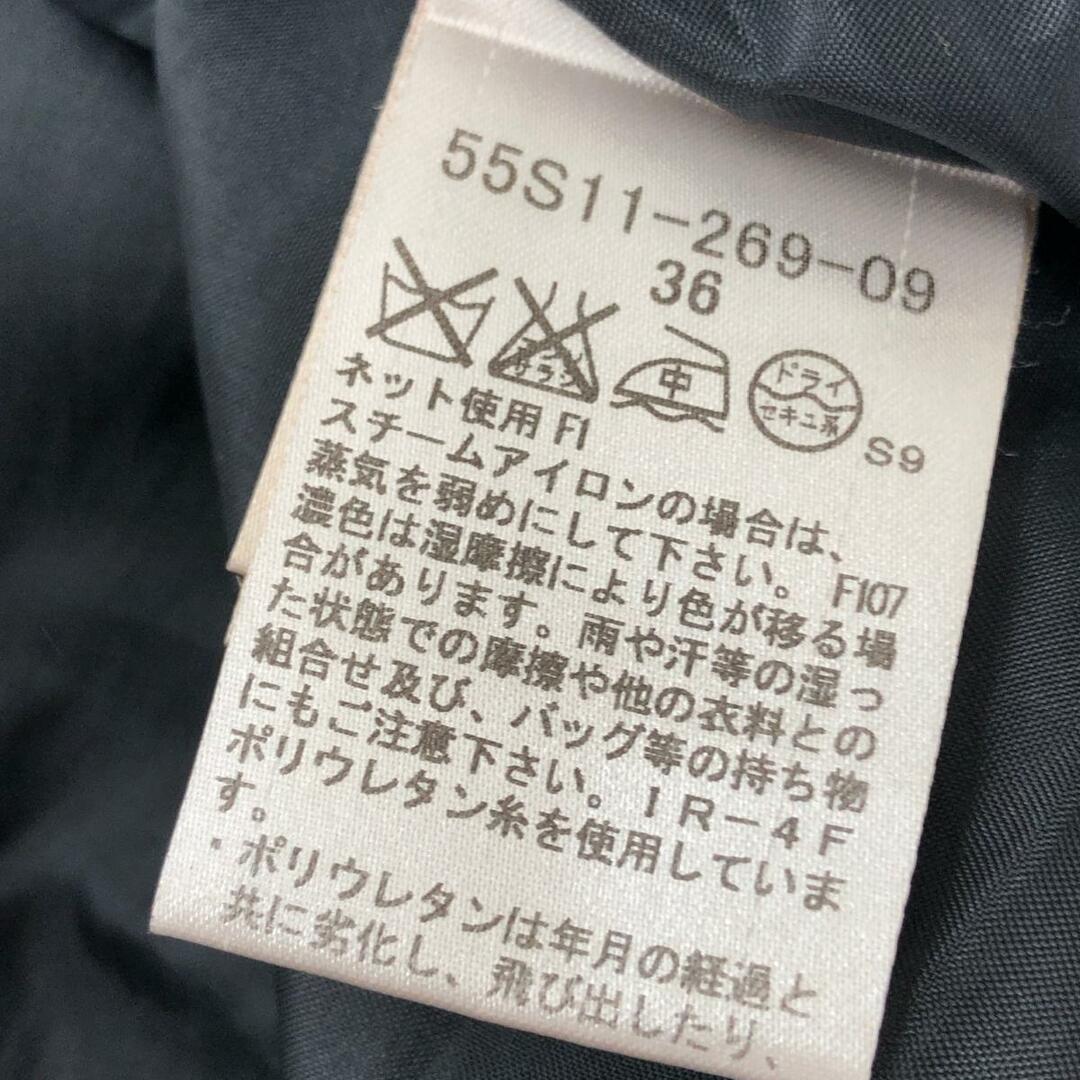 55S11-269-09
36
エンソ
サラシ
中
ドライ
セキユ系
S9
ネット使用 F1
スチームアイロンの場合は、
蒸気を弱めにして下さい。 F107
濃色は湿摩擦により色が移る場
合があります。雨や汗等の湿っ
た状態での摩擦や他の衣料との
組合せ及び、バッグ等の持ち物
にもご注意下さい。IR-4F
ポリウレタン糸を使用していま
す。
・ポリウレタンは年月の経過と
共に劣化し、飛び出したり、